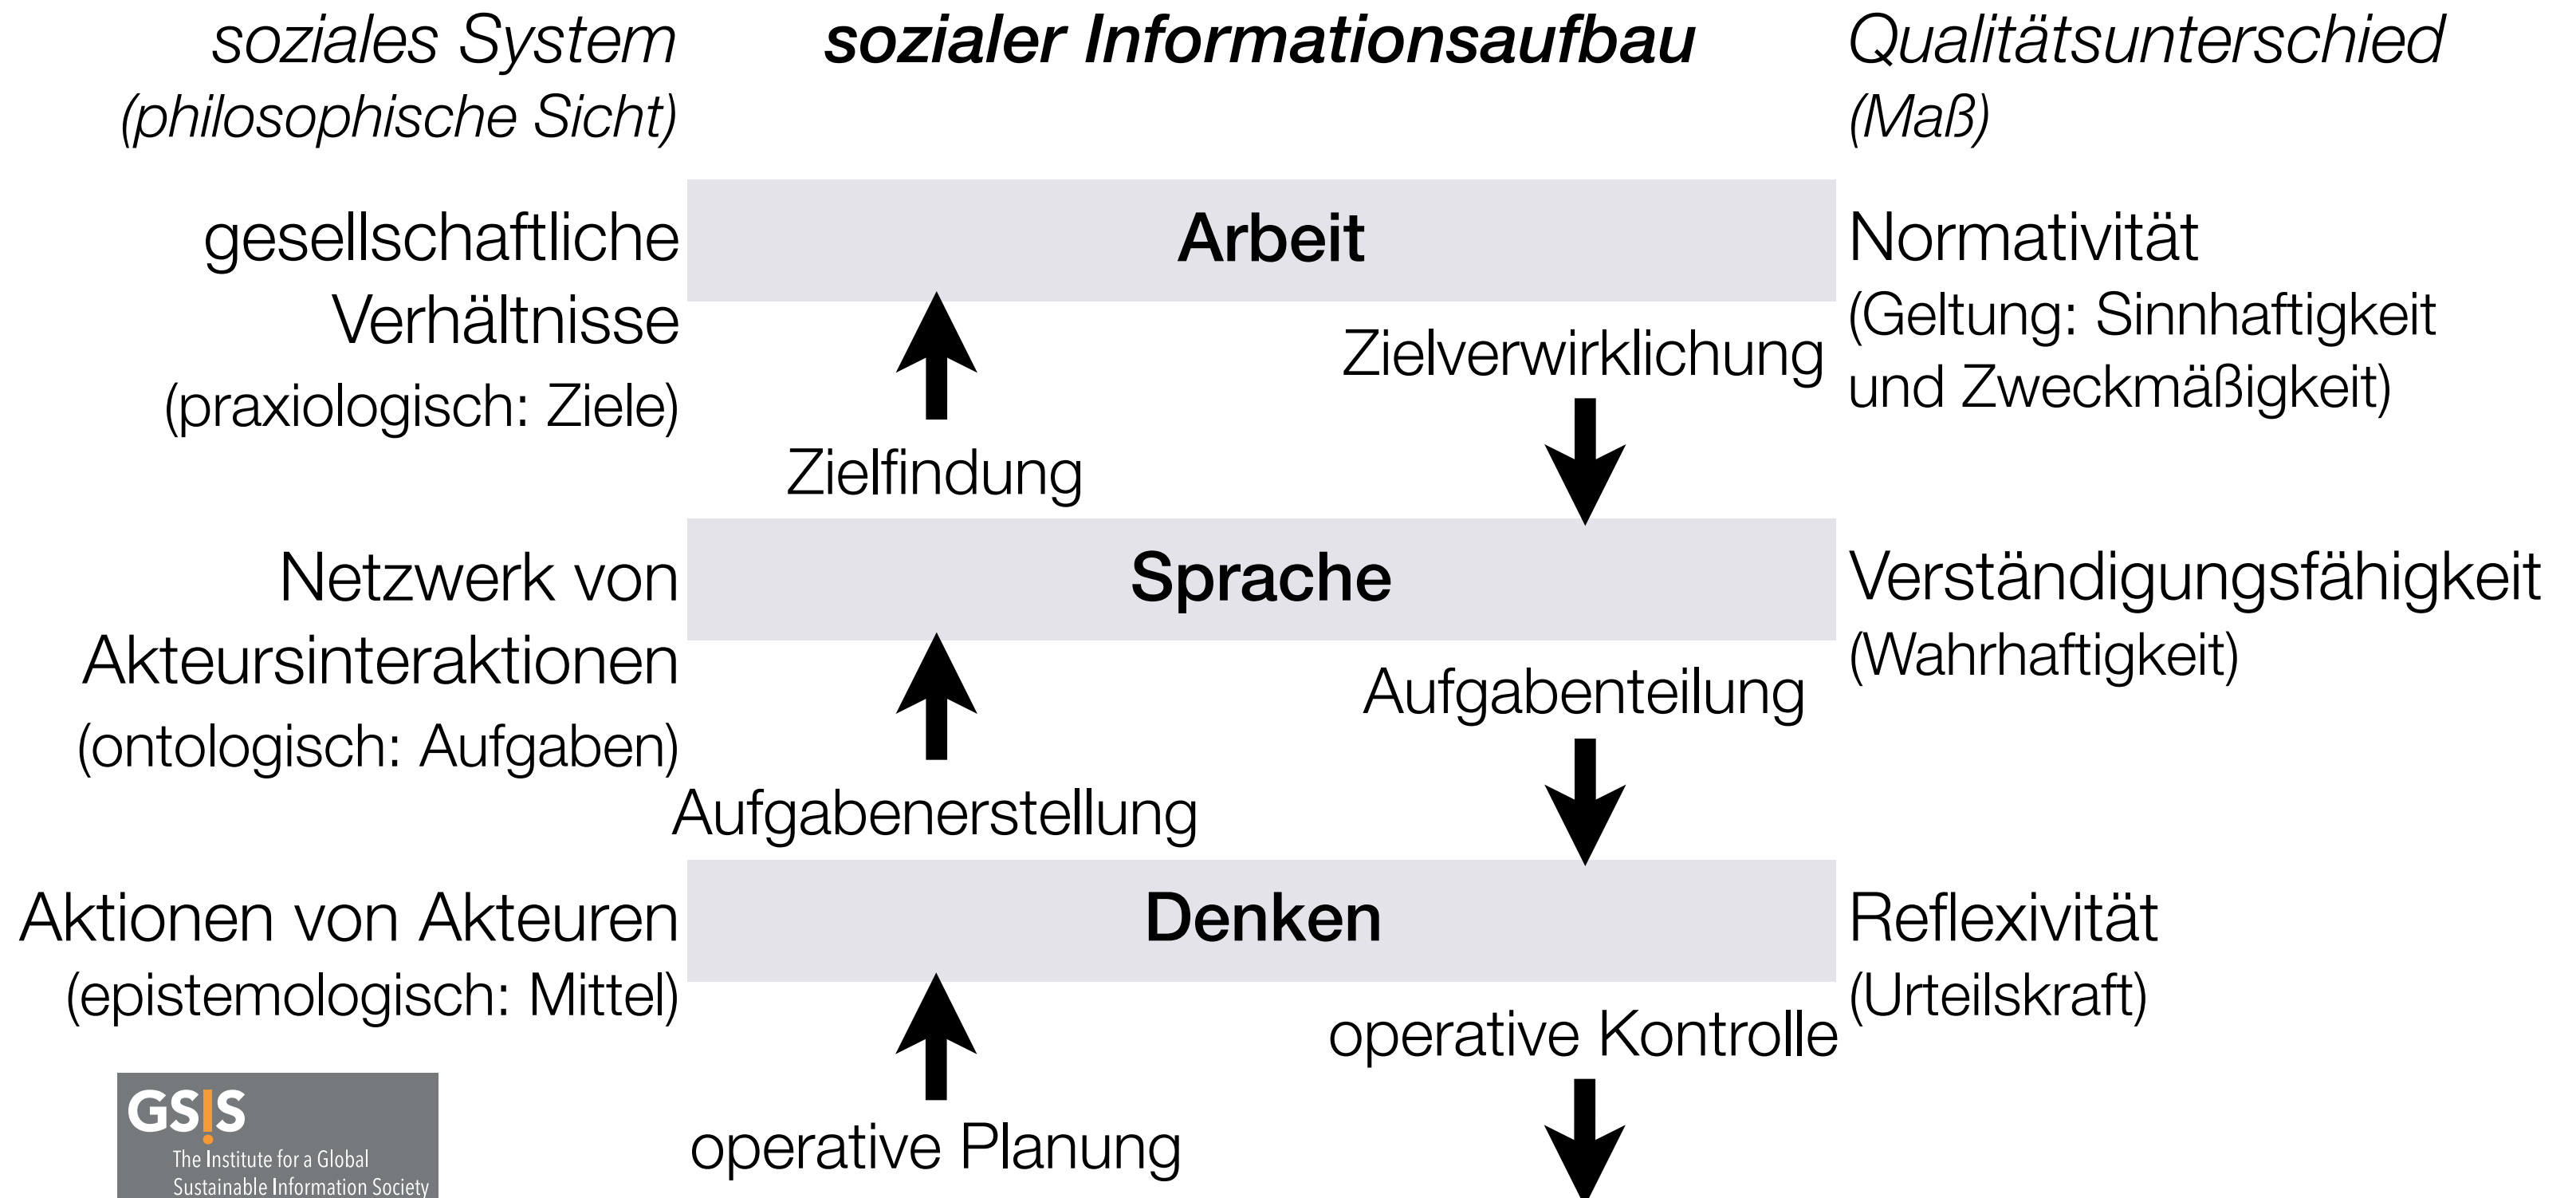 soziales System
(philosophische Sicht)
sozialer Informationsaufbau
Qualitätsunterschied
(Maß)
gesellschaftliche
Verhältnisse
(praxiologisch: Ziele)
Arbeit
Normativität
(Geltung: Sinnhaftigkeit
und Zweckmäßigkeit)
Zielverwirklichung
Zielfindung
Netzwerk von
Akteursinteraktionen
(ontologisch: Aufgaben)
Sprache
Verständigungsfähigkeit
(Wahrhaftigkeit)
Aufgabenteilung
Aufgabenerstellung
Aktionen von Akteuren
(epistemologisch: Mittel)
Denken
Reflexivität
(Urteilskraft)
operative Kontrolle
operative Planung
GS!S
The Institute for a Global
Sustainable Information Society